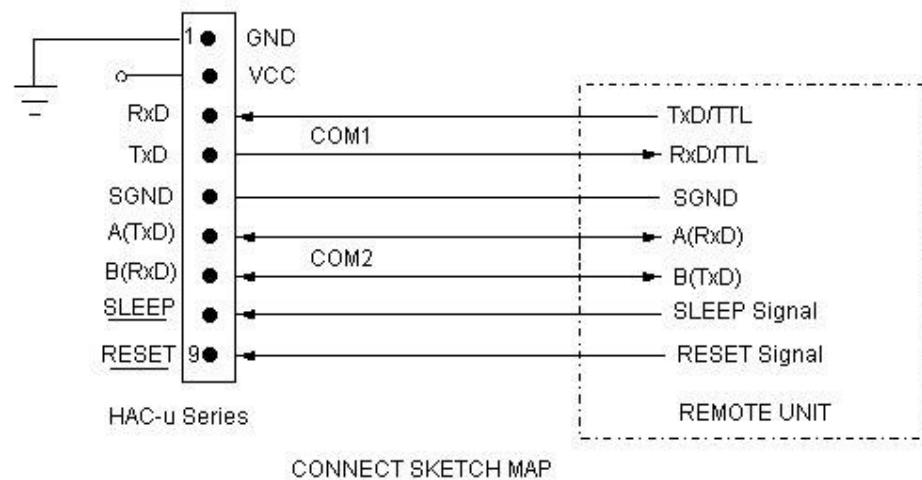 1 GND
VCC
RxD TxD/TTL
COM1
TxD RxD/TTL
SGND SGND
A(TxD) A(RxD)
COM2
B(RxD) B(TxD)
SLEEP SLEEP Signal
RESET 9 RESET Signal
HAC-u Series REMOTE UNIT
CONNECT SKETCH MAP